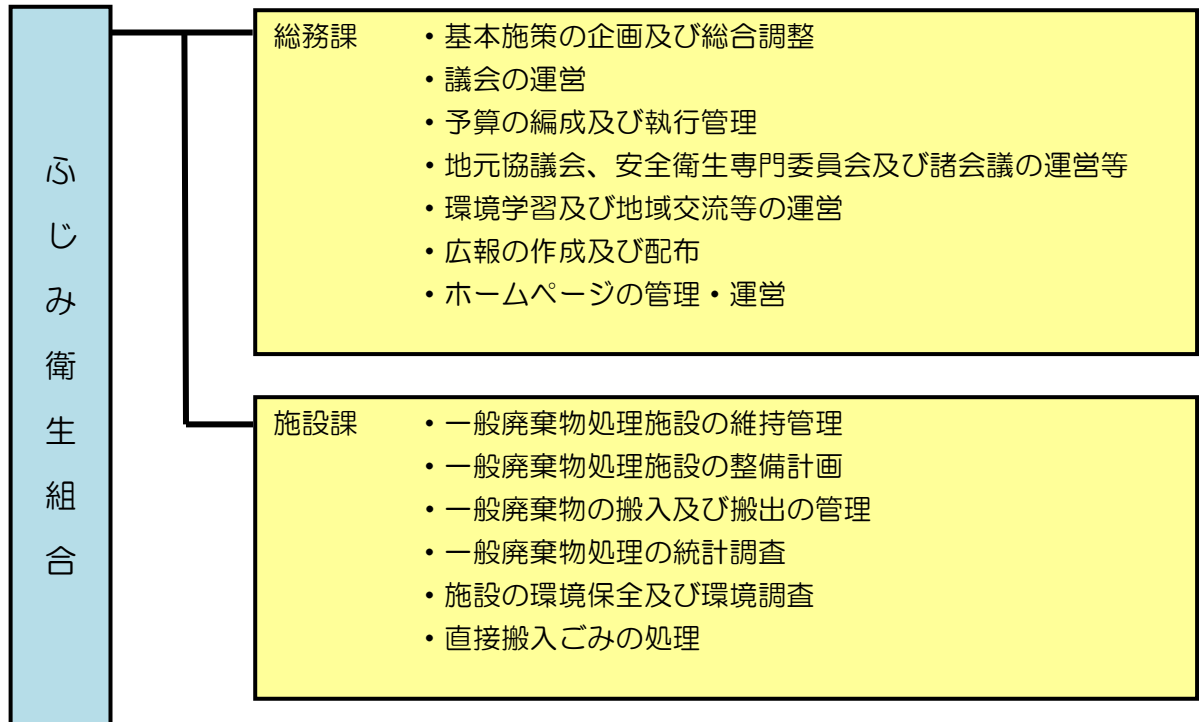 ふじみ衛生組合
総務課 ・基本施策の企画及び総合調整
・議会の運営
・予算の編成及び執行管理
・地元協議会、安全衛生専門委員会及び諸会議の運営等
・環境学習及び地域交流等の運営
・広報の作成及び配布
・ホームページの管理・運営
施設課 ・一般廃棄物処理施設の維持管理
・一般廃棄物処理施設の整備計画
・一般廃棄物の搬入及び搬出の管理
・一般廃棄物処理の統計調査
・施設の環境保全及び環境調査
・直接搬入ごみの処理